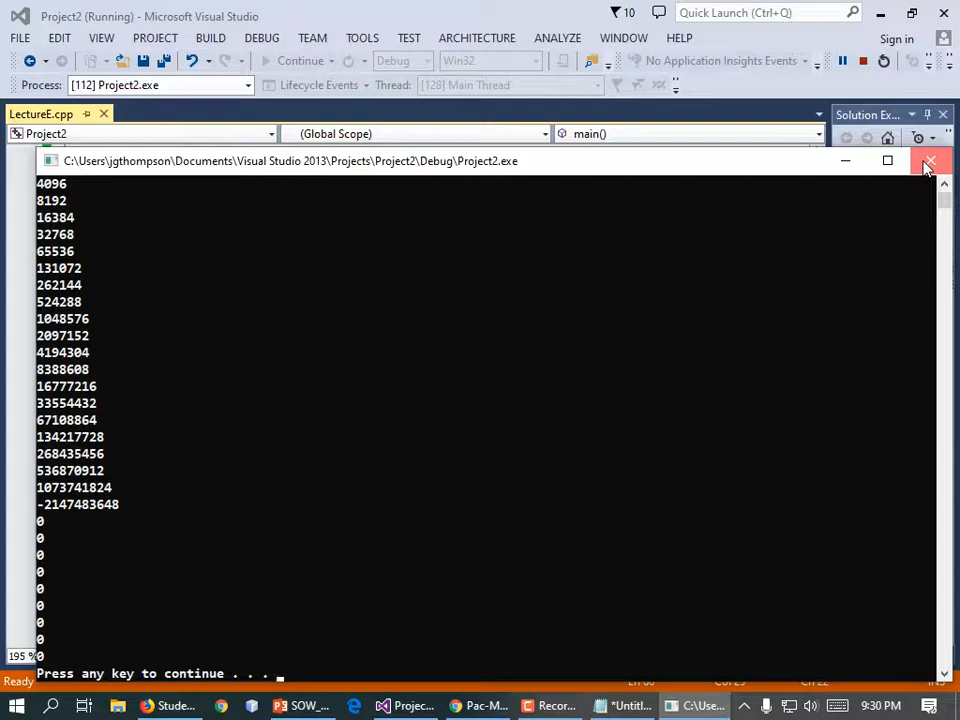 Project2 (Running) - Microsoft Visual Studio
10
Quick Launch (Ctrl+Q)
FILE EDIT VIEW PROJECT BUILD DEBUG TEAM TOOLS TEST ARCHITECTURE ANALYZE WINDOW HELP
Sign in
Continue
Debug
Win32
No Application Insights Events
Process: [112] Project2.exe
Lifecycle Events
Thread: [128] Main Thread
LectureE.cpp
Solution Ex...
Project2
(Global Scope)
main()
C:\Users\jgthompson\Documents\Visual Studio 2013\Projects\Project2\Debug\Project2.exe
4096
8192
16384
32768
65536
131072
262144
524288
1048576
2097152
4194304
8388608
16777216
33554432
67108864
134217728
268435456
536870912
1073741824
-2147483648
0
0
0
0
0
0
0
0
0
Press any key to continue . . .
195 %
Ready
Stude...
SOW_...
Projec...
Pac-M...
Recor...
*Untitl...
C:\Use...
9:30 PM